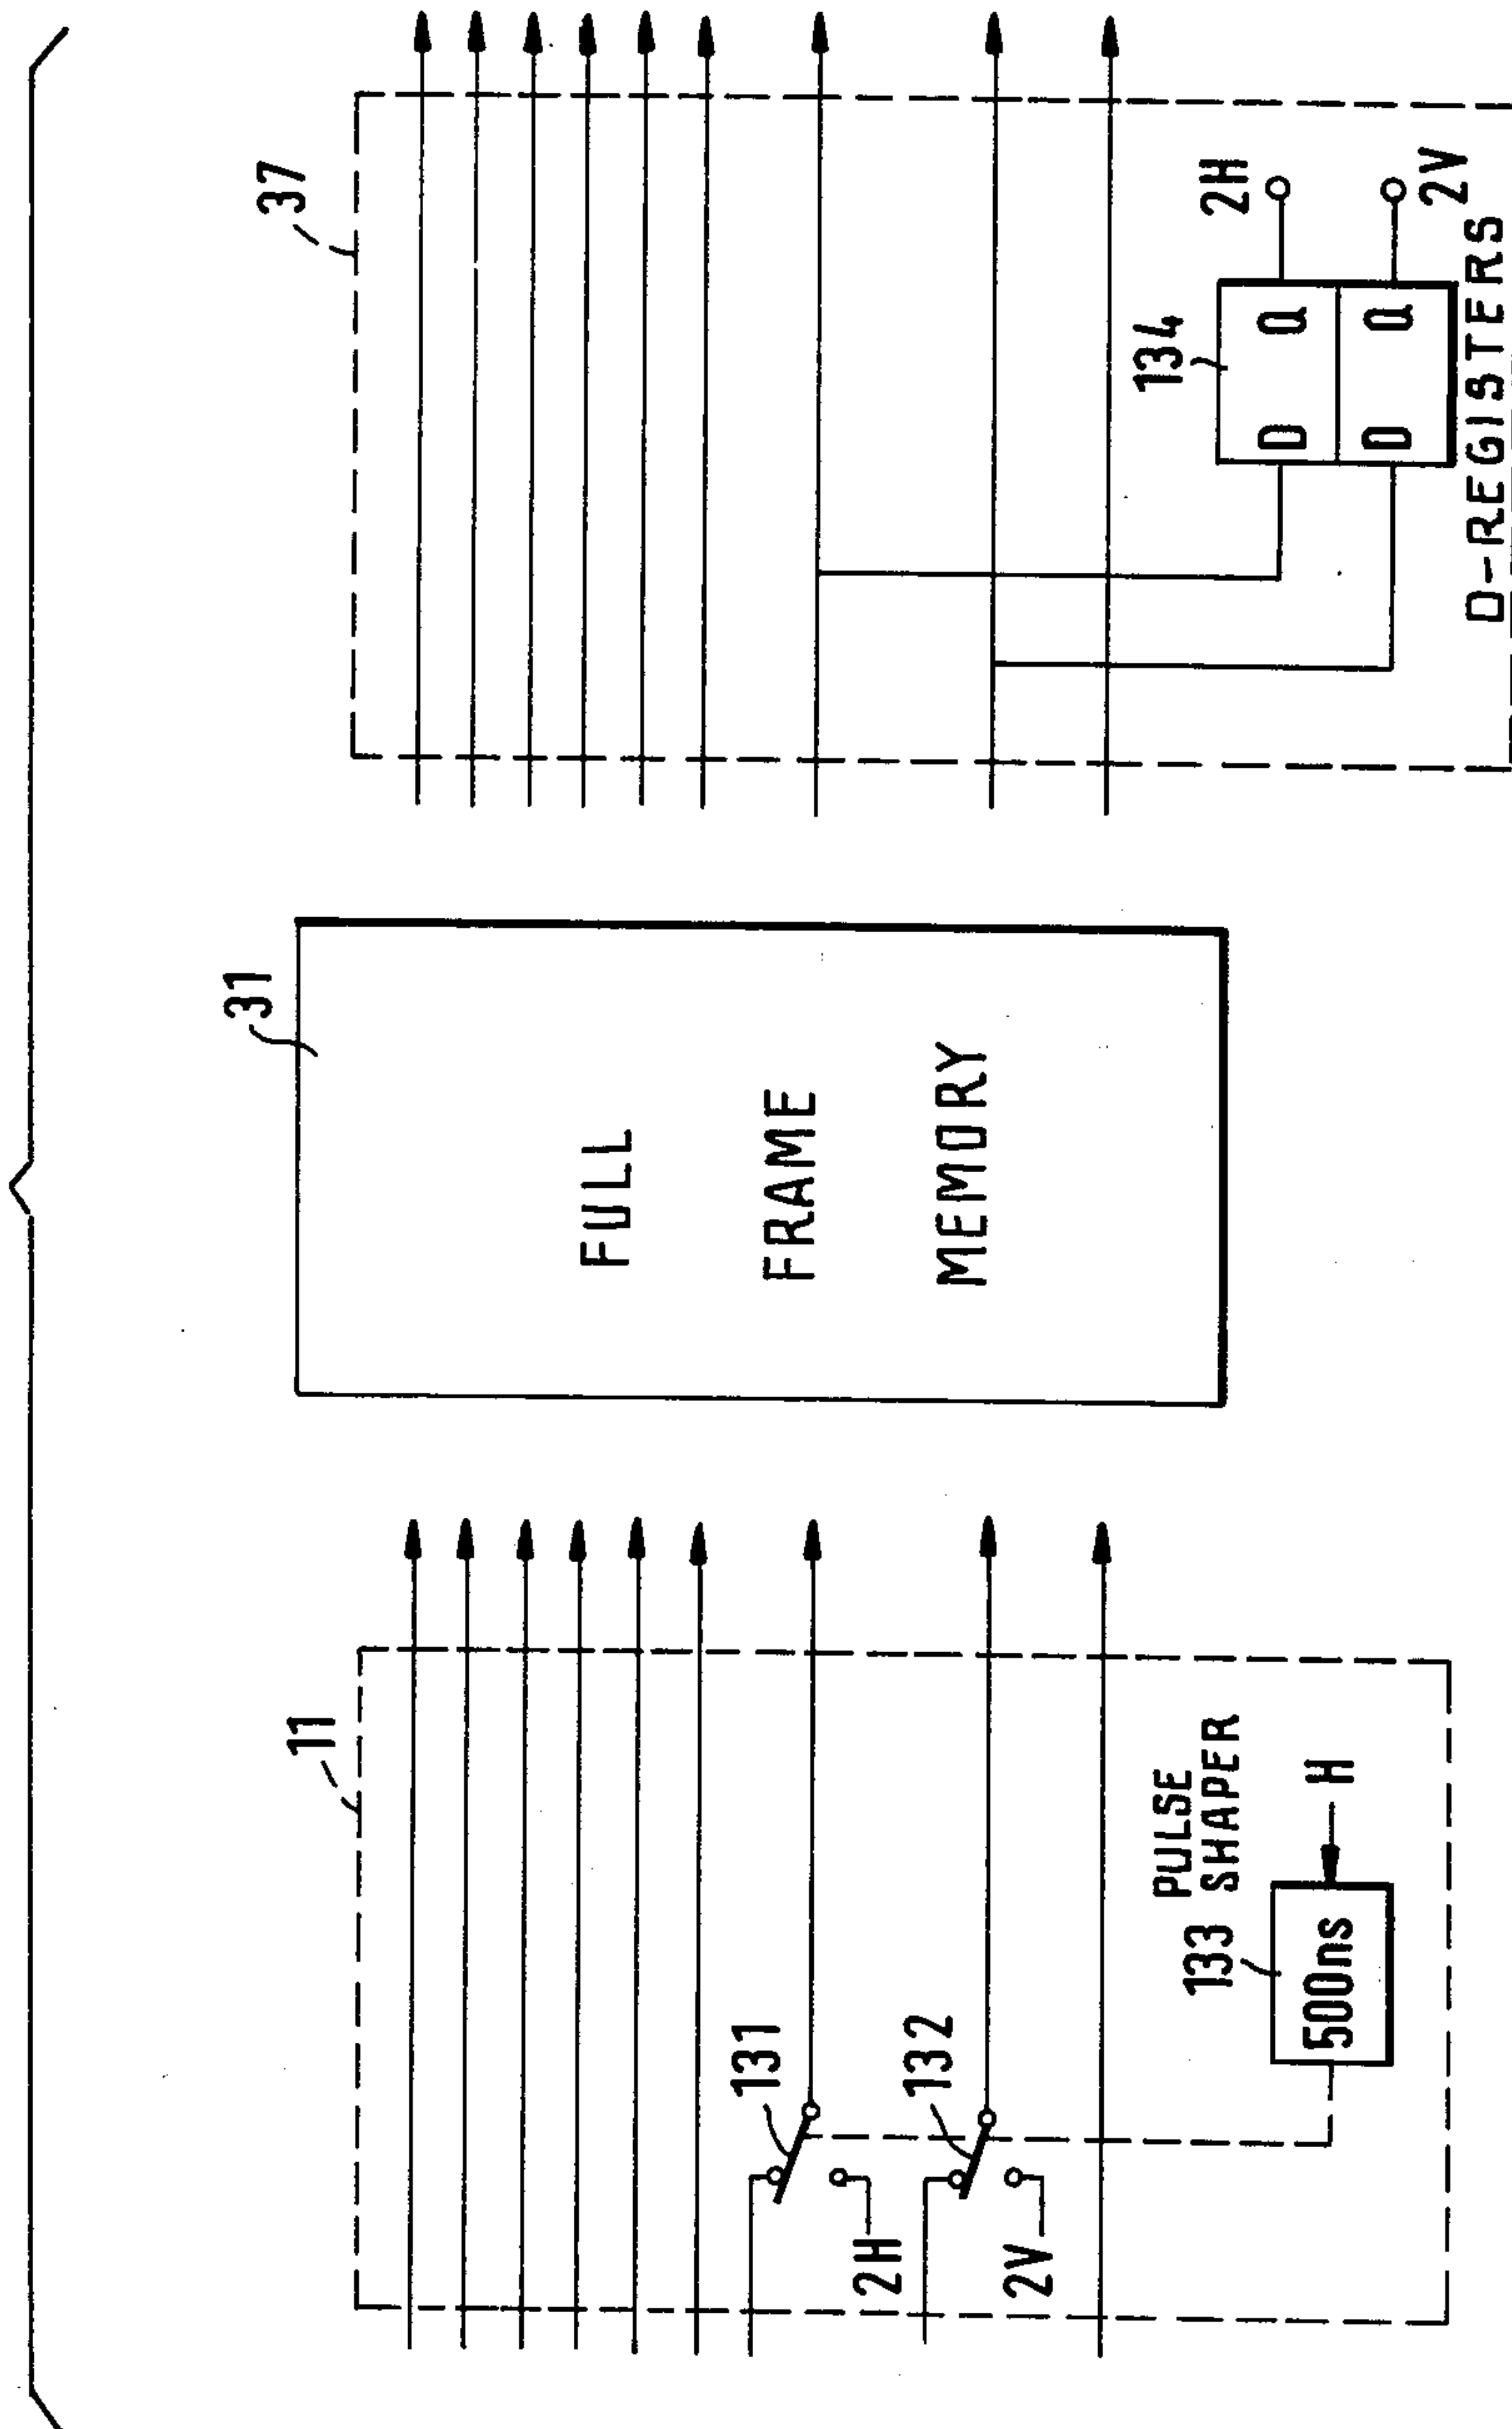 11
131
2H
132
2V
PULSE
SHAPER
133
500ns
H
31
FULL
FRAME
MEMORY
37
134
D Q
2H
D Q
2V
D-REGISTERS